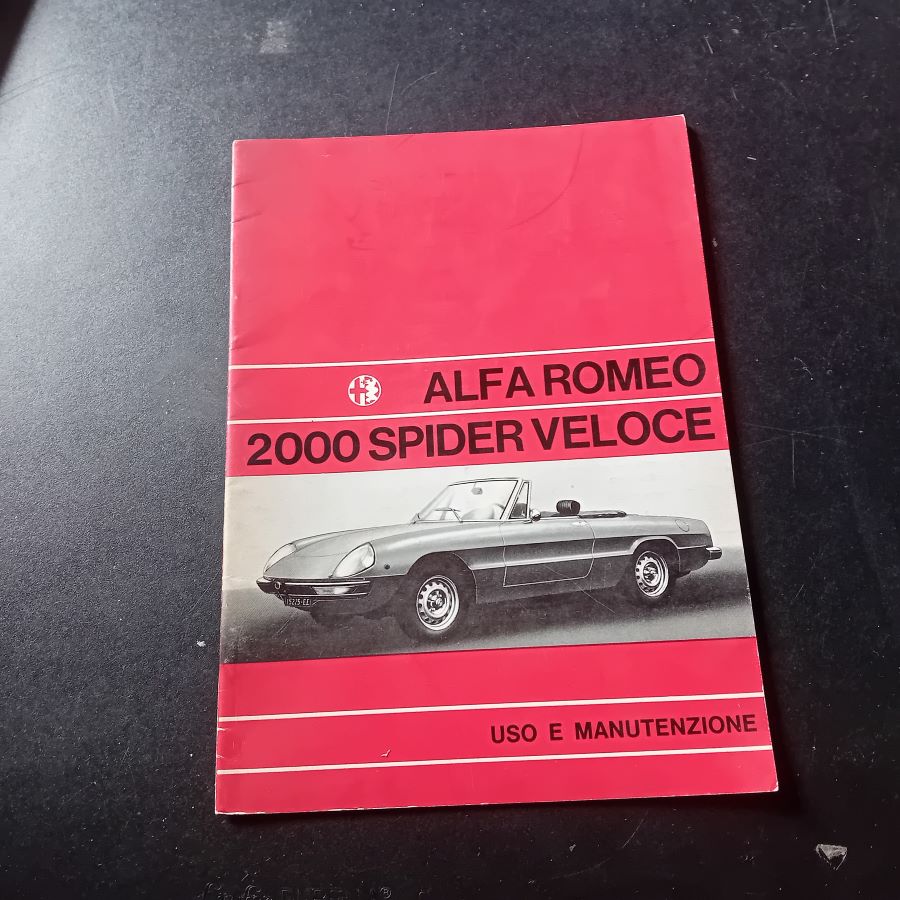 ALFA ROMEO
2000 SPIDER VELOCE
USO E MANUTENZIONE